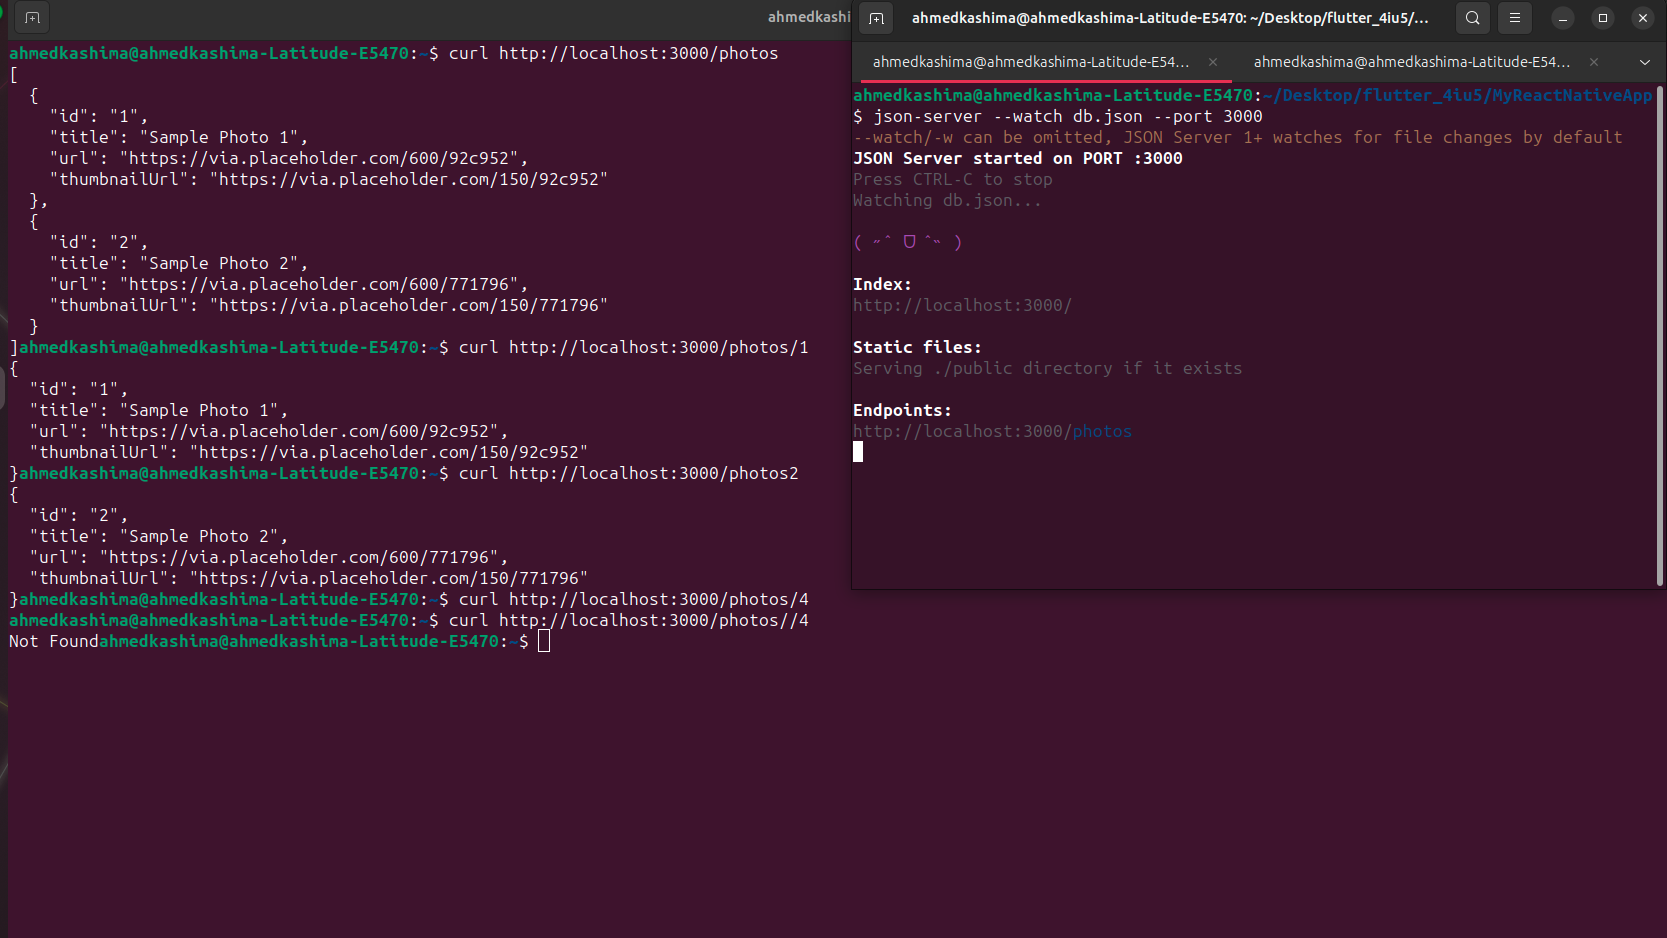 ahmedkashi
ahmedkashima@ahmedkashima-Latitude-E5470:~$ curl http://localhost:3000/photos
[
  {
    "id": "1",
    "title": "Sample Photo 1",
    "url": "https://via.placeholder.com/600/92c952",
    "thumbnailUrl": "https://via.placeholder.com/150/92c952"
  },
  {
    "id": "2",
    "title": "Sample Photo 2",
    "url": "https://via.placeholder.com/600/771796",
    "thumbnailUrl": "https://via.placeholder.com/150/771796"
  }
]ahmedkashima@ahmedkashima-Latitude-E5470:~$ curl http://localhost:3000/photos/1
{
  "id": "1",
  "title": "Sample Photo 1",
  "url": "https://via.placeholder.com/600/92c952",
  "thumbnailUrl": "https://via.placeholder.com/150/92c952"
}ahmedkashima@ahmedkashima-Latitude-E5470:~$ curl http://localhost:3000/photos2
{
  "id": "2",
  "title": "Sample Photo 2",
  "url": "https://via.placeholder.com/600/771796",
  "thumbnailUrl": "https://via.placeholder.com/150/771796"
}ahmedkashima@ahmedkashima-Latitude-E5470:~$ curl http://localhost:3000/photos/4
ahmedkashima@ahmedkashima-Latitude-E5470:~$ curl http://localhost:3000/photos//4
Not Foundahmedkashima@ahmedkashima-Latitude-E5470:~$
ahmedkashima@ahmedkashima-Latitude-E5470: ~/Desktop/flutter_4iu5/...
ahmedkashima@ahmedkashima-Latitude-E54...
ahmedkashima@ahmedkashima-Latitude-E54...
ahmedkashima@ahmedkashima-Latitude-E5470:~/Desktop/flutter_4iu5/MyReactNativeApp
$ json-server --watch db.json --port 3000
--watch/-w can be omitted, JSON Server 1+ watches for file changes by default
JSON Server started on PORT :3000
Press CTRL-C to stop
Watching db.json...
( ˶ˆ ᗜ ˆ˵ )
Index:
http://localhost:3000/
Static files:
Serving ./public directory if it exists
Endpoints:
http://localhost:3000/photos